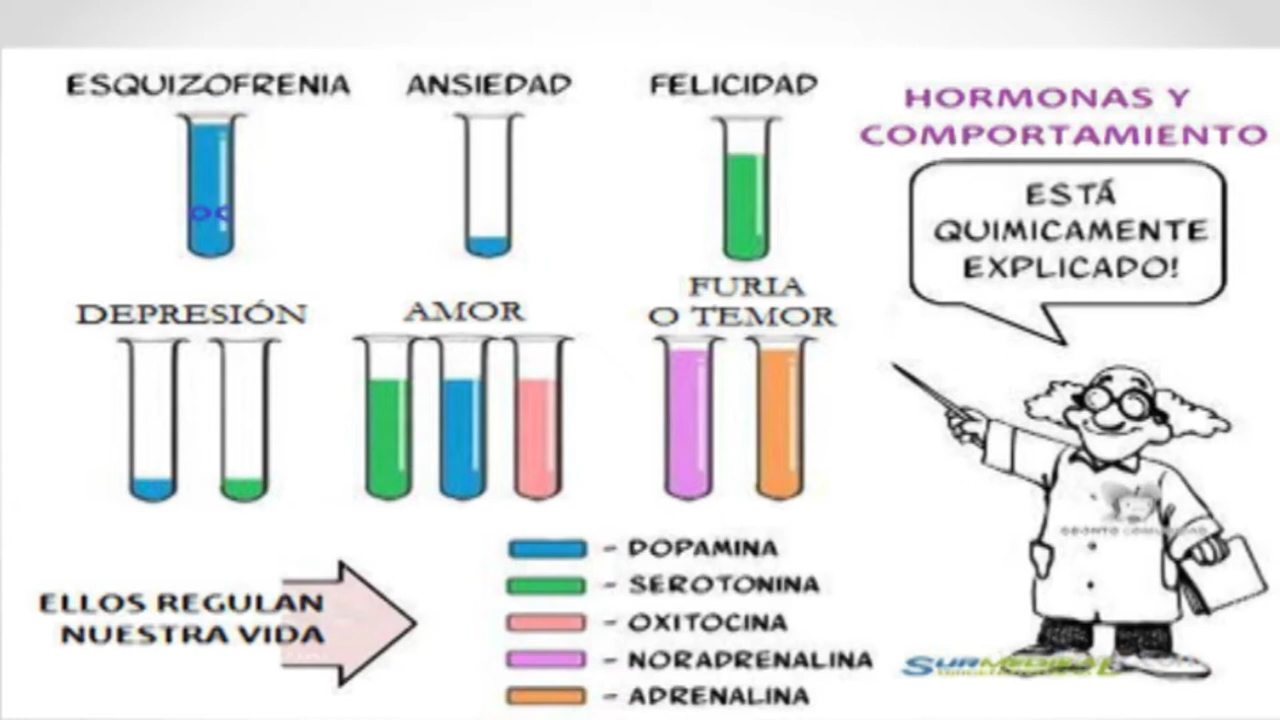 ESQUIZOFRENIA
ANSIEDAD
FELICIDAD
HORMONAS Y
COMPORTAMIENTO
ESTÁ
QUIMICAMENTE
EXPLICADO!
DEPRESIÓN
AMOR
FURIA
O TEMOR
- DOPAMINA
- SEROTONINA
- OXITOCINA
- NORADRENALINA
- ADRENALINA
ELLOS REGULAN
NUESTRA VIDA
SURMEDICAL